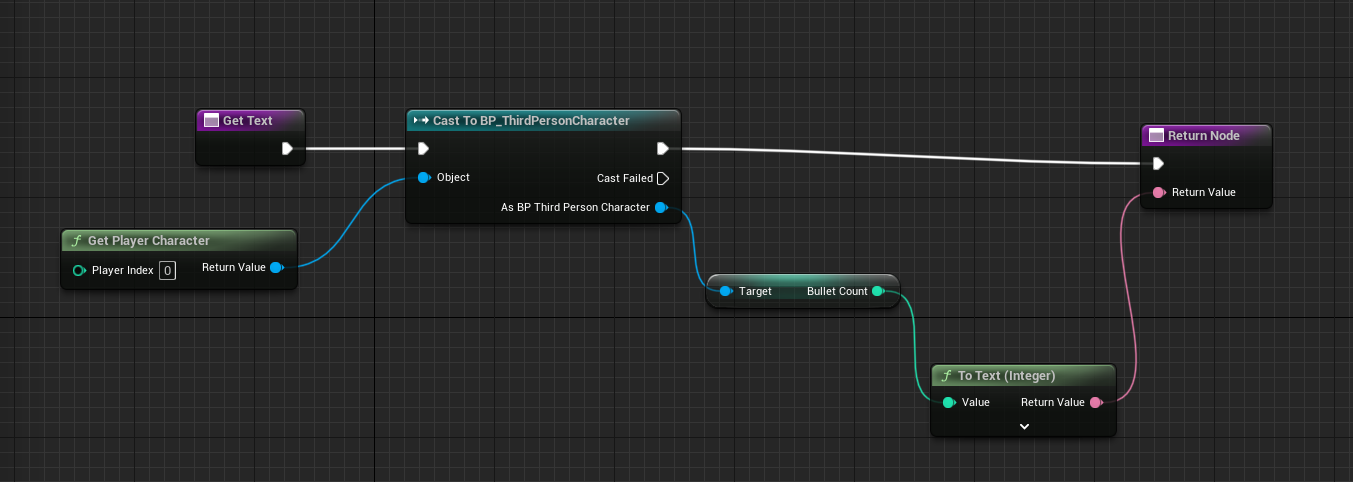 Get Text
Cast To BP_ThirdPersonCharacter
Object
Cast Failed
As BP Third Person Character
Get Player Character
Player Index 0
Return Value
Target
Bullet Count
To Text (Integer)
Value
Return Value
Return Node
Return Value